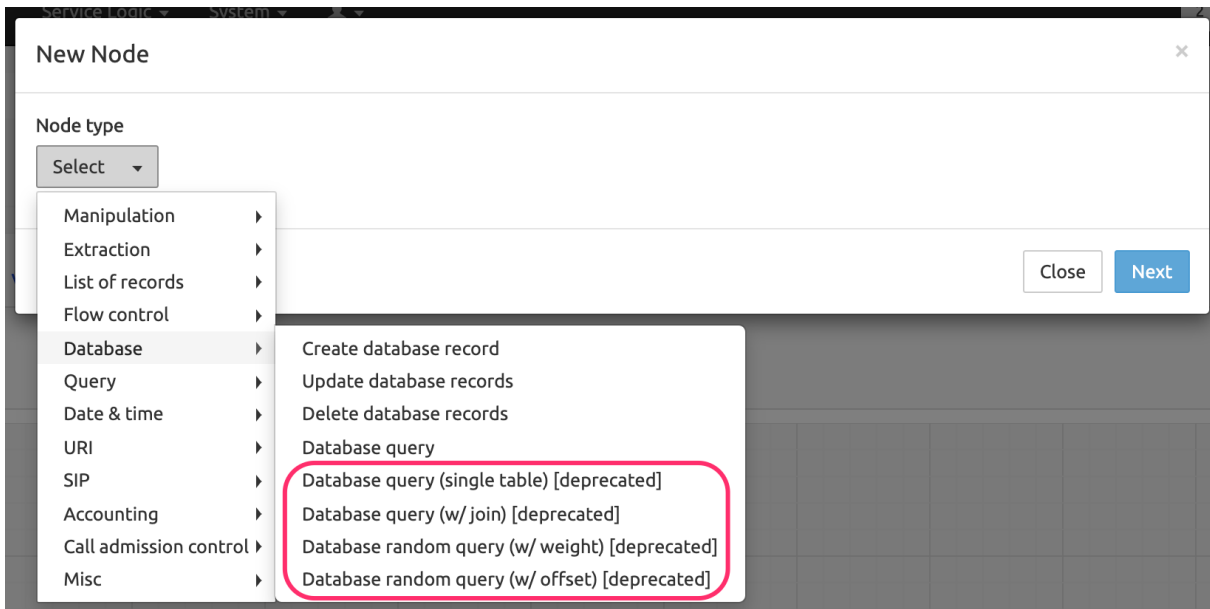 Service Logic System 2
New Node ×
Node type
Select
Manipulation
Extraction
List of records
Flow control
Close Next
Database Create database record
Query Update database records
Date & time Delete database records
URI Database query
SIP Database query (single table) [deprecated]
Accounting Database query (w/ join) [deprecated]
Call admission control Database random query (w/ weight) [deprecated]
Misc Database random query (w/ offset) [deprecated]